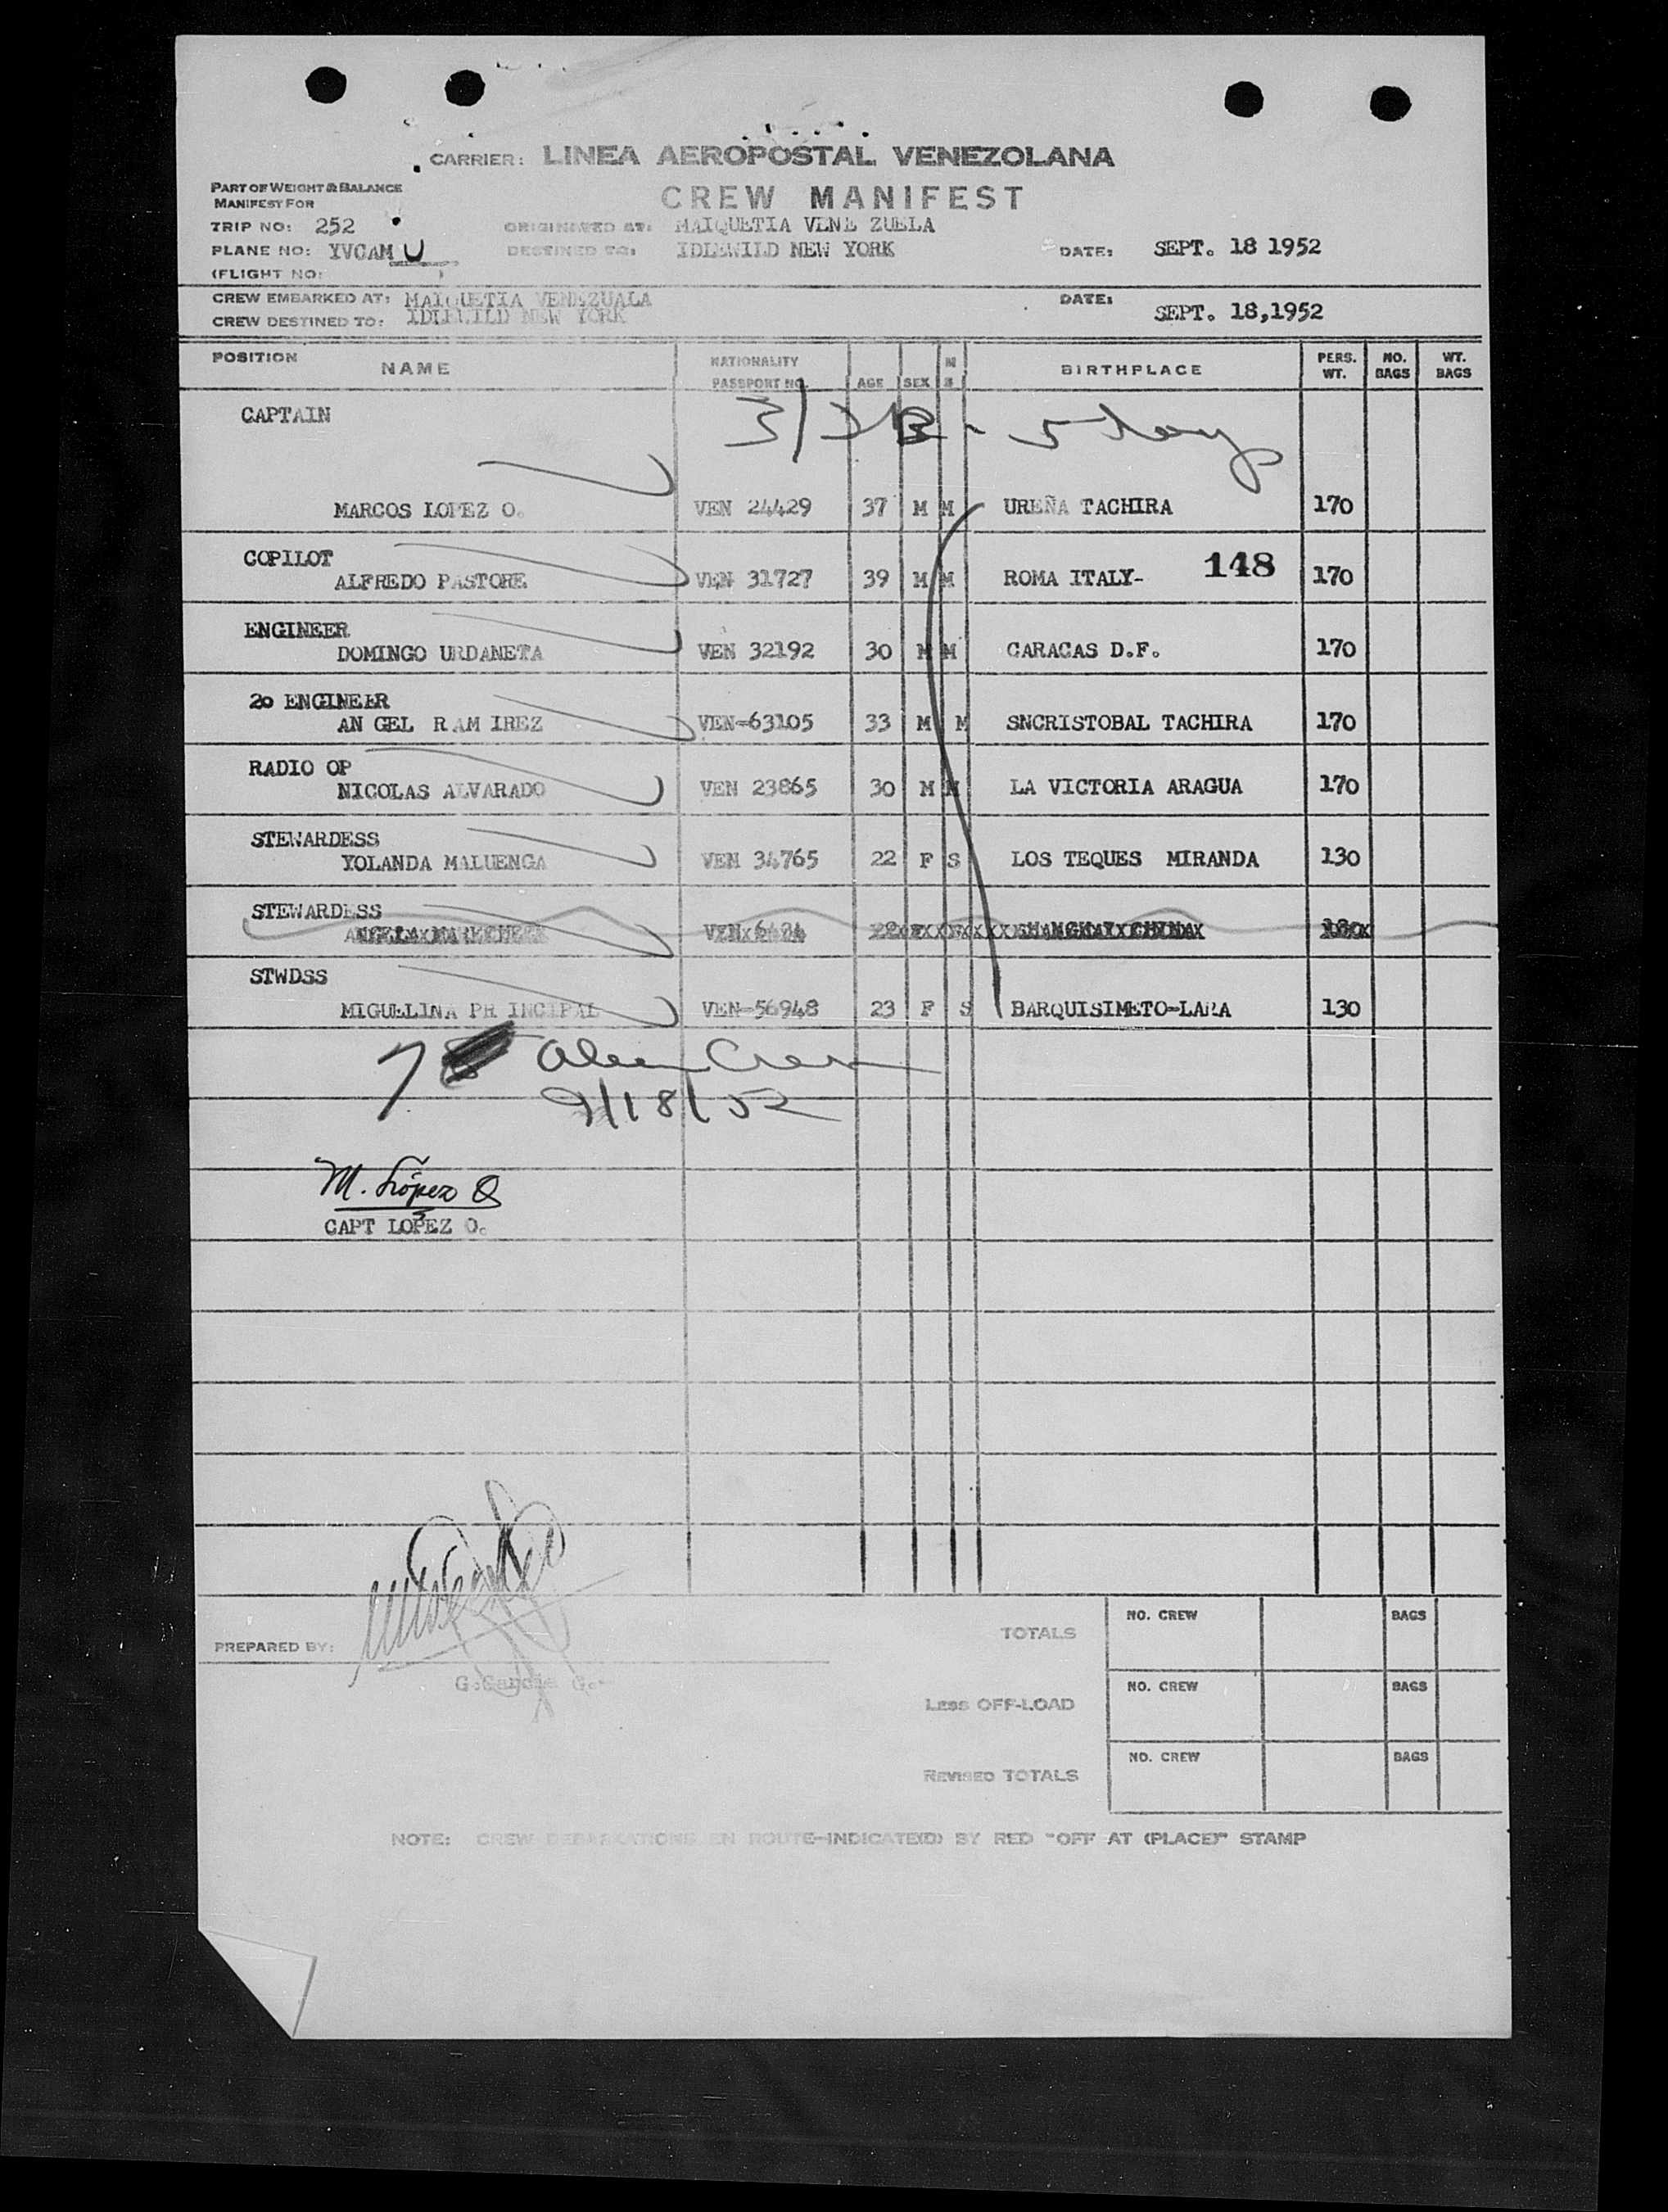 CARRIER: LINEA AEROPOSTAL VENEZOLANA
PART OF WEIGHT & BALANCE
MANIFEST FOR
CREW MANIFEST
TRIP NO: 252 ORIGINATED AT: MAIQUETIA VENE ZUELA
PLANE NO: YVCAM U DESTINED TO: IDLEWILD NEW YORK DATE: SEPT. 18 1952
(FLIGHT NO: )
CREW EMBARKED AT: MAIQUETIA VENEZUALA DATE:
CREW DESTINED TO: IDLEWILD NEW YORK SEPT. 18,1952
POSITION NAME NATIONALITY PASSPORT NO. AGE SEX M S BIRTHPLACE PERS. WT. NO. BAGS WT. BAGS
CAPTAIN
MARCOS LOPEZ O. VEN 24429 37 M M UREÑA TACHIRA 170
COPILOT 148
ALFREDO PASTORE VEN 31727 39 M M ROMA ITALY- 170
ENGINEER
DOMINGO URDANETA VEN 32192 30 M M CARACAS D.F. 170
2o ENGINEER
AN GEL RAM IREZ VEN-63105 33 M M SNCRISTOBAL TACHIRA 170
RADIO OP
NICOLAS ALVARADO VEN 23865 30 M M LA VICTORIA ARAGUA 170
STEWARDESS
YOLANDA MALUENGA VEN 34765 22 F S LOS TEQUES MIRANDA 130
STEWARDESS
STWDSS
MIGUELINA PR INCIPAL VEN-56948 23 F S BARQUISIMETO-LARA 130
7 Alien Crew
9/18/52
M. López O
CAPT LOPEZ O.
PREPARED BY:
TOTALS NO. CREW BAGS
LESS OFF-LOAD NO. CREW BAGS
REVISED TOTALS NO. CREW BAGS
NOTE: CREW DEBARKATIONS EN ROUTE-INDICATE(D) BY RED "OFF AT (PLACE)" STAMP